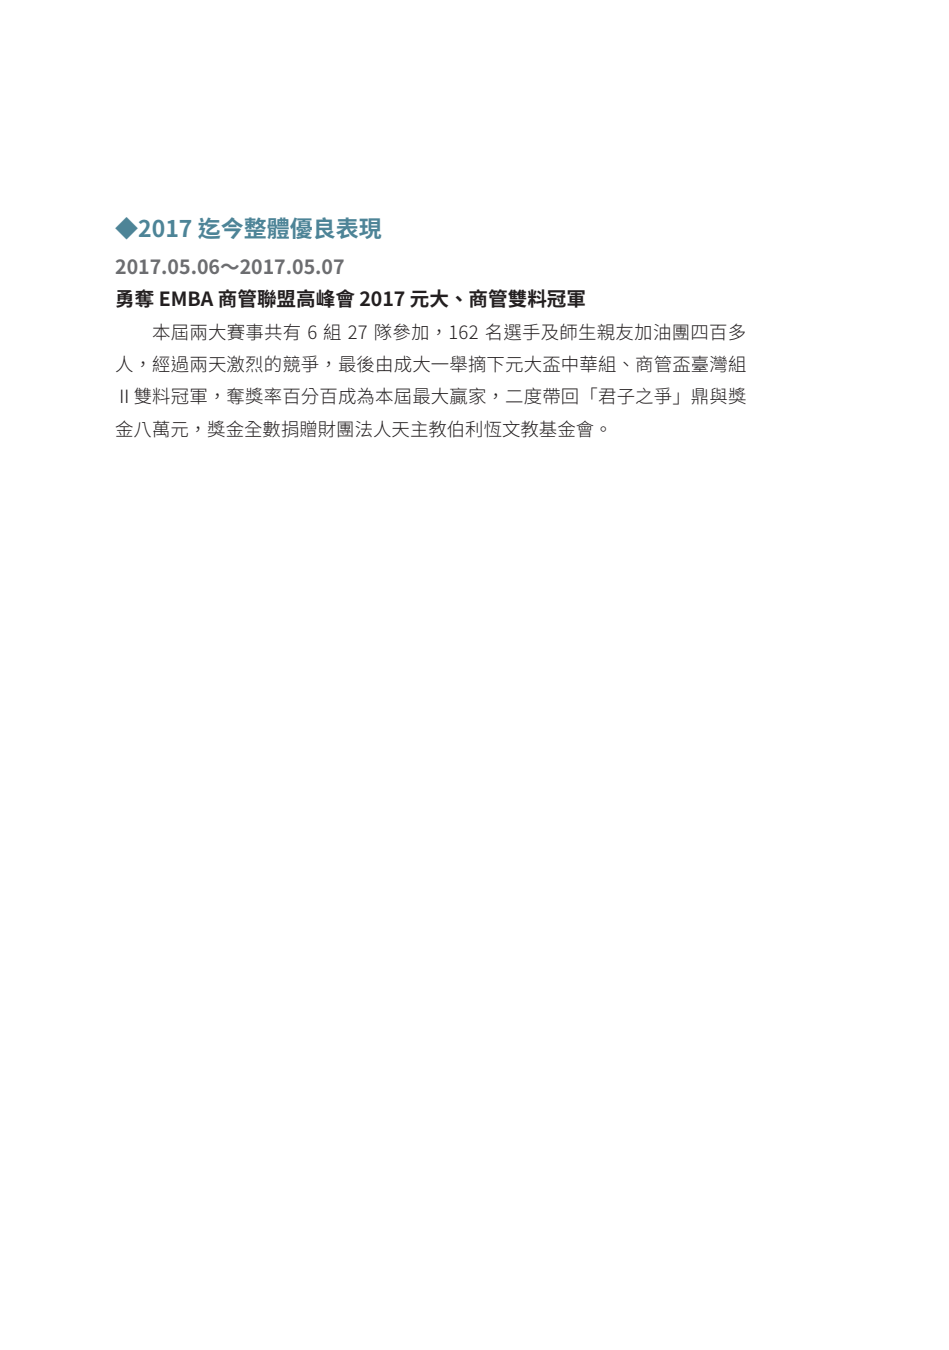 ◆2017 迄今整體優良表現
2017.05.06～2017.05.07
勇奪 EMBA 商管聯盟高峰會 2017 元大、商管雙料冠軍
本屆兩大賽事共有 6 組 27 隊參加，162 名選手及師生親友加油團四百多
人，經過兩天激烈的競爭，最後由成大一舉摘下元大盃中華組、商管盃臺灣組
II 雙料冠軍，奪獎率百分百成為本屆最大贏家，二度帶回「君子之爭」鼎與獎
金八萬元，獎金全數捐贈財團法人天主教伯利恆文教基金會。